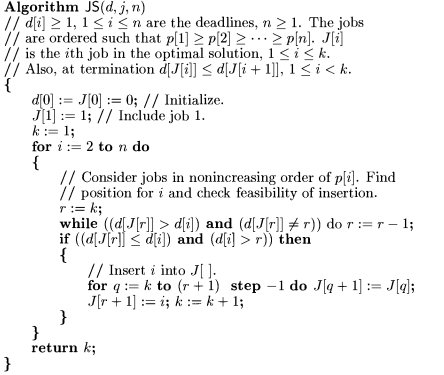 Algorithm JS(d, j, n)
// d[i] ≥ 1, 1 ≤ i ≤ n are the deadlines, n ≥ 1. The jobs
// are ordered such that p[1] ≥ p[2] ≥ ··· ≥ p[n]. J[i]
// is the ith job in the optimal solution, 1 ≤ i ≤ k.
// Also, at termination d[J[i]] ≤ d[J[i + 1]], 1 ≤ i < k.
{
d[0] := J[0] := 0; // Initialize.
J[1] := 1; // Include job 1.
k := 1;
for i := 2 to n do
{
// Consider jobs in nonincreasing order of p[i]. Find
// position for i and check feasibility of insertion.
r := k;
while ((d[J[r]] > d[i]) and (d[J[r]] ≠ r)) do r := r − 1;
if ((d[J[r]] ≤ d[i]) and (d[i] > r)) then
{
// Insert i into J[ ].
for q := k to (r + 1) step −1 do J[q + 1] := J[q];
J[r + 1] := i; k := k + 1;
}
}
return k;
}